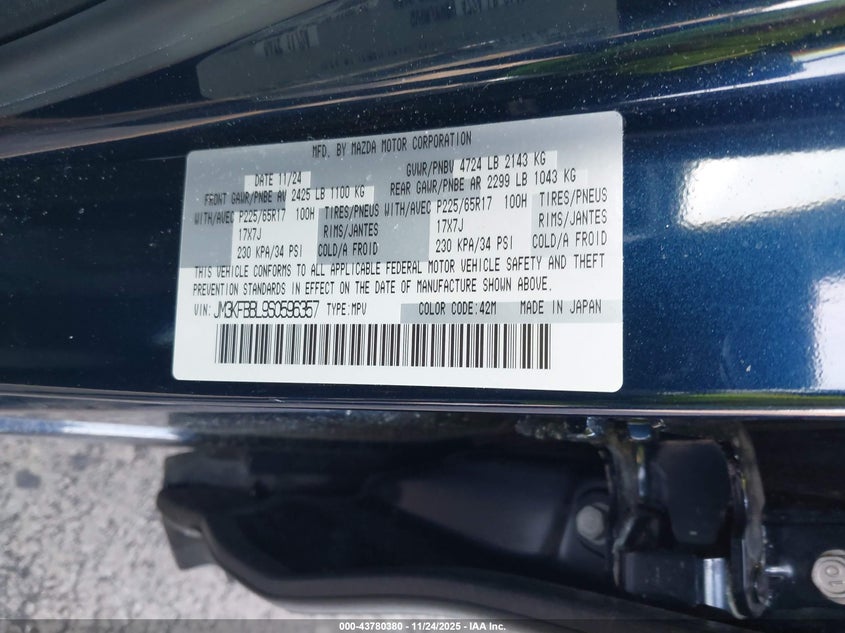 MFD. BY MAZDA MOTOR CORPORATION
DATE 11/24 GVWR/PNBV 4724 LB 2143 KG
FRONT GAWR/PNBE AV 2425 LB 1100 KG REAR GAWR/PNBE AR 2299 LB 1043 KG
WITH/AVEC P225/65R17 100H TIRES/PNEUS WITH/AVEC P225/65R17 100H TIRES/PNEUS
17X7J RIMS/JANTES 17X7J RIMS/JANTES
230 KPA/34 PSI COLD/A FROID 230 KPA/34 PSI COLD/A FROID
THIS VEHICLE CONFORMS TO ALL APPLICABLE FEDERAL MOTOR VEHICLE SAFETY AND THEFT
PREVENTION STANDARDS IN EFFECT ON THE DATE OF MANUFACTURE SHOWN ABOVE.
VIN: JM3KFBBL9S0596357 TYPE:MPV COLOR CODE:42M MADE IN JAPAN
10
000-43780380 - 11/24/2025 - IAA Inc.